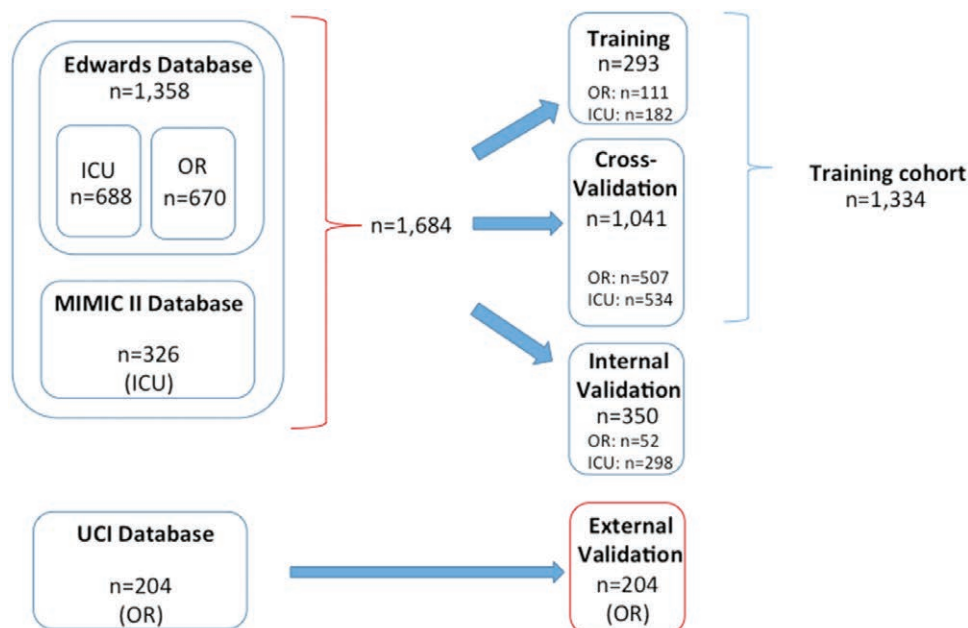 Edwards Database
n=1,358
ICU
n=688
OR
n=670
MIMIC II Database
n=326
(ICU)
n=1,684
Training
n=293
OR: n=111
ICU: n=182
Cross-
Validation
n=1,041
OR: n=507
ICU: n=534
Internal
Validation
n=350
OR: n=52
ICU: n=298
Training cohort
n=1,334
UCI Database
n=204
(OR)
External
Validation
n=204
(OR)